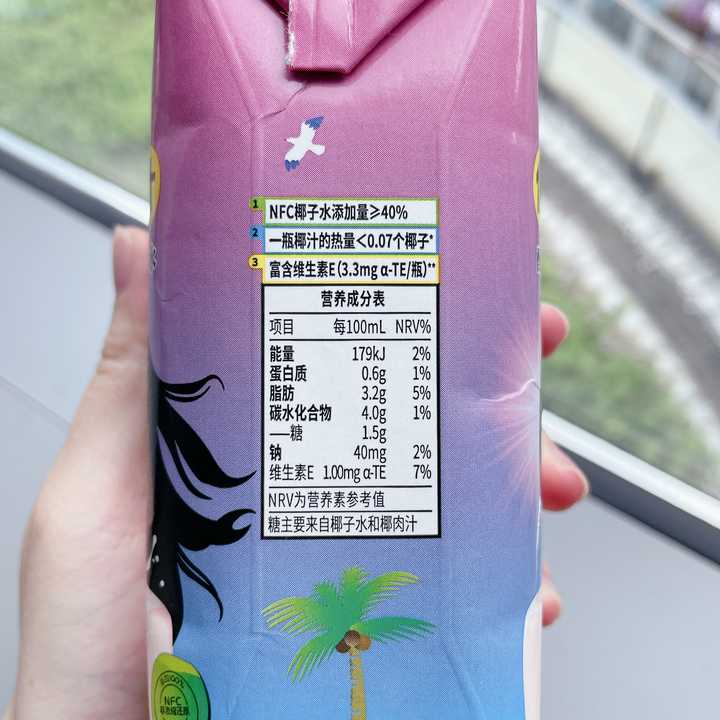 1 NFC椰子水添加量≥40%
2 一瓶椰汁的热量<0.07个椰子*
3 富含维生素E(3.3mg α-TE/瓶)**
营养成分表
项目 每100mL NRV%
能量 179kJ 2%
蛋白质 0.6g 1%
脂肪 3.2g 5%
碳水化合物 4.0g 1%
——糖 1.5g
钠 40mg 2%
维生素E 1.00mg α-TE 7%
NRV为营养素参考值
糖主要来自椰子水和椰肉汁
NFC